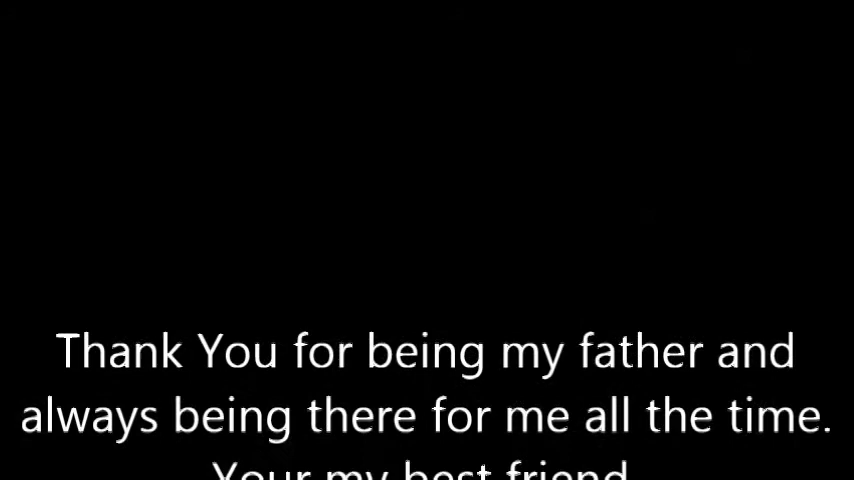 Thank You for being my father and
always being there for me all the time.
Your my best friend